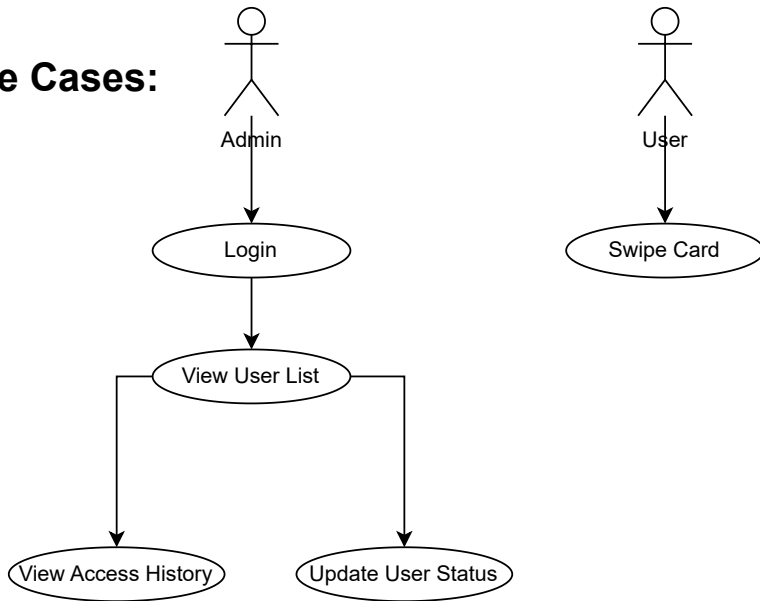 e Cases:
Admin
User
Login
Swipe Card
View User List
View Access History
Update User Status